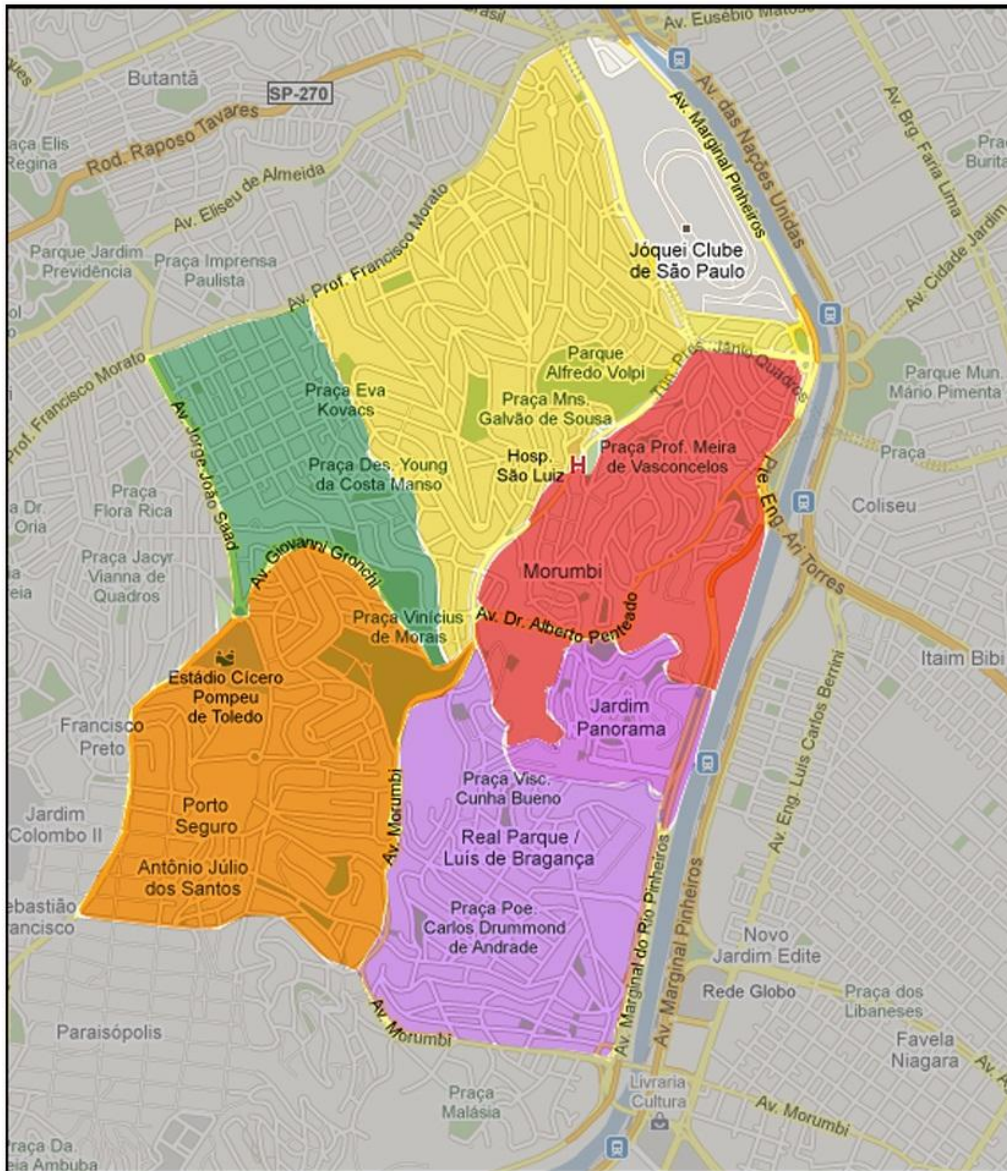 Brasil
Av. Eusébio Matoso
Butantã
SP-270
Av. das Nações Unidas
Av. Marginal Pinheiros
Av. Brg. Faria Lima
Regina
Rod. Raposo Tavares
Av. Eliseu de Almeida
Parque Jardim
Previdência
Praça Imprensa
Paulista
Av. Prof. Francisco Morato
Jóquei Clube
de São Paulo
Av. Cidade Jardim
Prof. Francisco Morato
Parque
Alfredo Volpi
Jânio Quadros
Parque Mun.
Mário Pimenta
Praça Eva
Kovacs
Praça Mns.
Galvão de Sousa
Av. Jorge João Saad
Hosp.
São Luiz
H
Praça Prof. Meira
de Vasconcelos
Praça
Praça Des. Young
da Costa Manso
Praça
Flora Rica
Pte. Eng. Ari Torres
Coliseu
Av. Giovanni Gronchi
Praça Jacyr
Vianna de
Quadros
Morumbi
Praça Vinícius
de Morais
Av. Dr. Alberto Penteado
Itaim Bibi
Estádio Cícero
Pompeu
de Toledo
Francisco
Preto
Jardim
Panorama
Av. Eng. Luís Carlos Berrini
Praça Visc.
Cunha Bueno
Jardim
Colombo II
Porto
Seguro
Av. Morumbi
Real Parque /
Luís de Bragança
Antônio Júlio
dos Santos
Praça Poe.
Carlos Drummond
de Andrade
Av. Marginal do Rio Pinheiros
Av. Marginal Pinheiros
Novo
Jardim Edite
Rede Globo
Praça dos
Libaneses
Paraisópolis
Av. Morumbi
Favela
Niagara
Livraria
Cultura
Praça
Malásia
Av. Morumbi